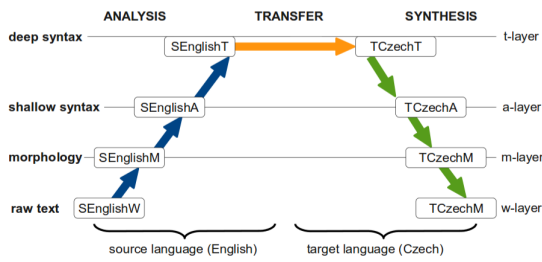 ANALYSIS TRANSFER SYNTHESIS
deep syntax SEnglishT TCzechT t-layer
shallow syntax SEnglishA TCzechA a-layer
morphology SEnglishM TCzechM m-layer
raw text SEnglishW TCzechM w-layer
source language (English) target language (Czech)